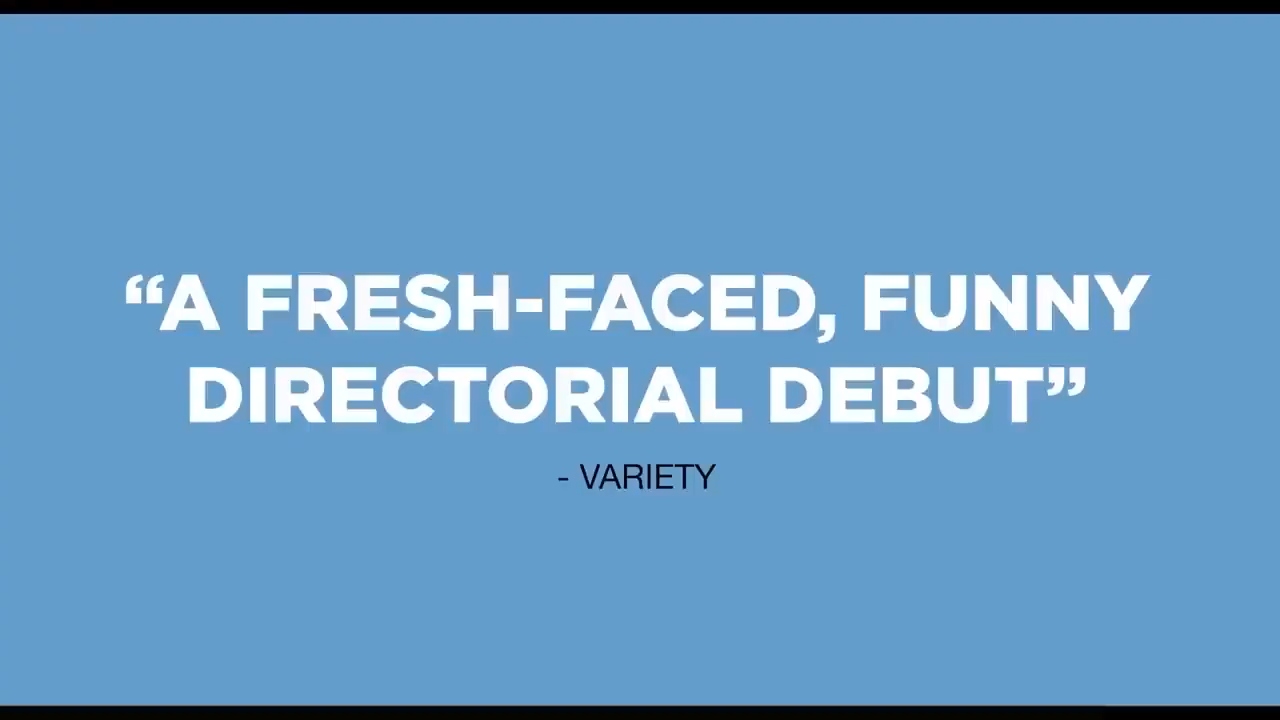 “A FRESH-FACED, FUNNY
DIRECTORIAL DEBUT”
- VARIETY